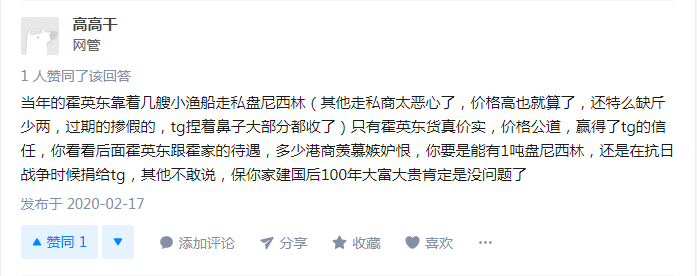 高高干
网管
1 人赞同了该回答
当年的霍英东靠着几艘小渔船走私盘尼西林（其他走私商太恶心了，价格高也就算了，还特么缺斤
少两，过期的掺假的，tg捏着鼻子大部分都收了）只有霍英东货真价实，价格公道，赢得了tg的信
任，你看看后面霍英东跟霍家的待遇，多少港商羡慕嫉妒恨，你要是能有1吨盘尼西林，还是在抗日
战争时候捐给tg，其他不敢说，保你家建国后100年大富大贵肯定是没问题了
发布于 2020-02-17
赞同 1 添加评论 分享 收藏 喜欢